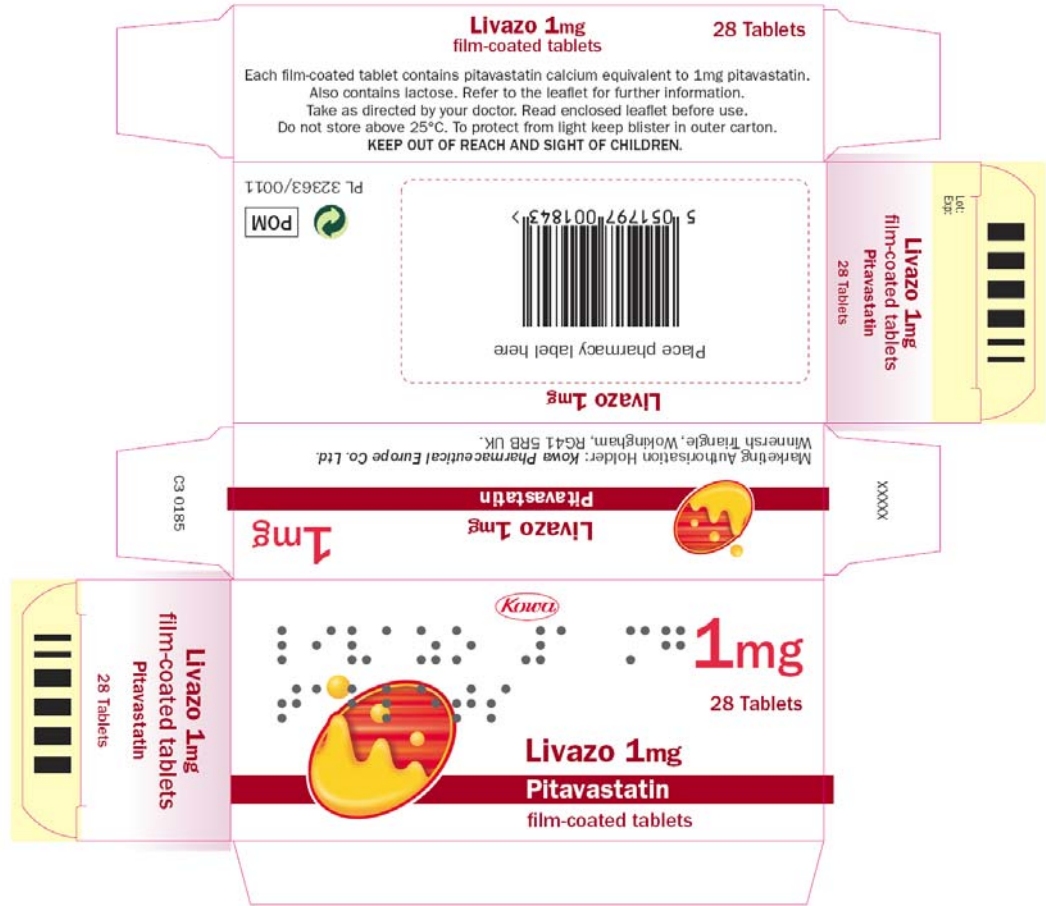 Livazo 1mg
film-coated tablets
28 Tablets
Each film-coated tablet contains pitavastatin calcium equivalent to 1mg pitavastatin.
Also contains lactose. Refer to the leaflet for further information.
Take as directed by your doctor. Read enclosed leaflet before use.
Do not store above 25°C. To protect from light keep blister in outer carton.
KEEP OUT OF REACH AND SIGHT OF CHILDREN.
Livazo 1mg
Place pharmacy label here
5 051797 001843 >
POM
PL 32363/0011
Livazo 1mg
film-coated tablets
Pitavastatin
28 Tablets
Lot:
Exp:
Livazo 1mg
1mg
Pitavastatin
Marketing Authorisation Holder: Kowa Pharmaceutical Europe Co. Ltd.
Winnersh Triangle, Wokingham, RG41 5RB UK.
C3 0185
XXXXX
Livazo 1mg
film-coated tablets
Pitavastatin
28 Tablets
Kowa
1mg
28 Tablets
Livazo 1mg
Pitavastatin
film-coated tablets